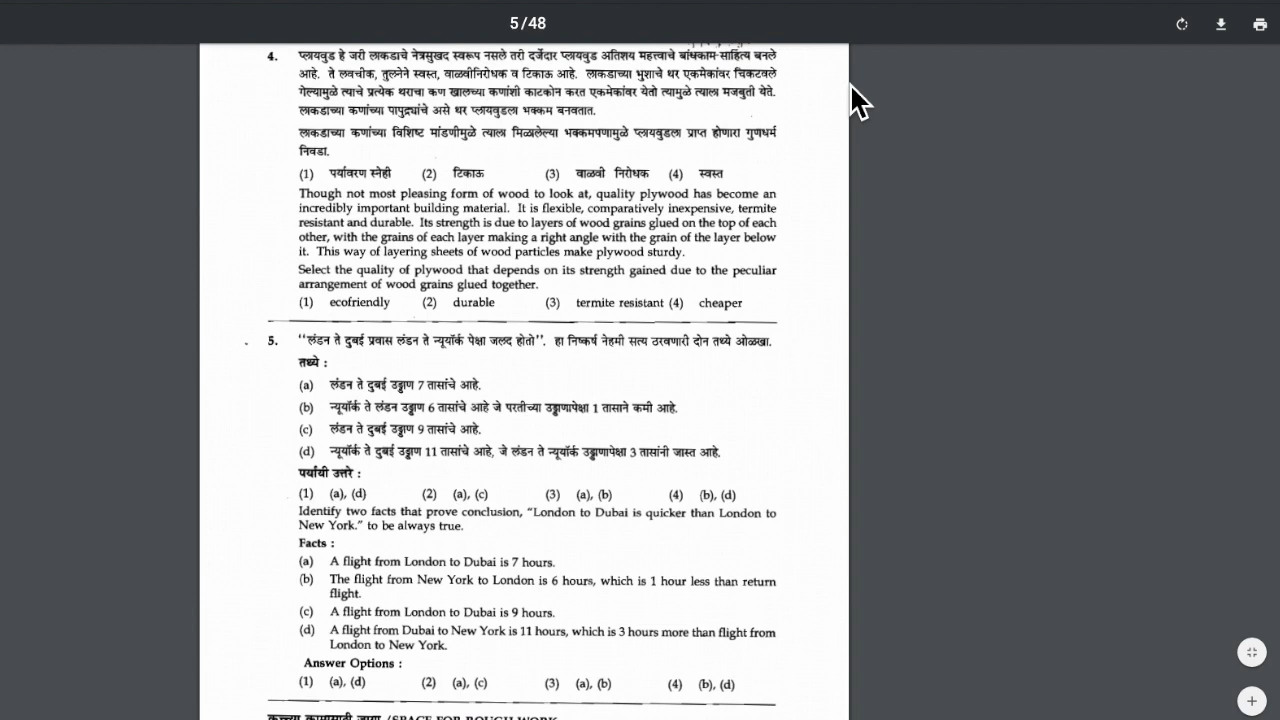 5/48
4. प्लायवुड हे जरी लाकडाचे नेत्रसुखद स्वरूप नसले तरी दर्जेदार प्लायवुड अतिशय महत्त्वाचे बांधकाम साहित्य बनले
आहे. ते लवचीक, तुलनेने स्वस्त, वाळवीनिरोधक व टिकाऊ आहे. लाकडाच्या भुशाचे थर एकमेकांवर चिकटवले
गेल्यामुळे त्याचे प्रत्येक थराचा कण खालच्या कणांशी काटकोन करत एकमेकांवर येतो त्यामुळे त्याला मजबुती येते.
लाकडाच्या कणांच्या पापुद्र्यांचे असे थर प्लायवुडला भक्कम बनवतात.
लाकडाच्या कणांच्या विशिष्ट मांडणीमुळे त्याला मिळालेल्या भक्कमपणामुळे प्लायवुडला प्राप्त होणारा गुणधर्म
निवडा.
(1) पर्यावरण स्नेही (2) टिकाऊ (3) वाळवी निरोधक (4) स्वस्त
Though not most pleasing form of wood to look at, quality plywood has become an
incredibly important building material. It is flexible, comparatively inexpensive, termite
resistant and durable. Its strength is due to layers of wood grains glued on the top of each
other, with the grains of each layer making a right angle with the grain of the layer below
it. This way of layering sheets of wood particles make plywood sturdy.
Select the quality of plywood that depends on its strength gained due to the peculiar
arrangement of wood grains glued together.
(1) ecofriendly (2) durable (3) termite resistant (4) cheaper
5. “लंडन ते दुबई प्रवास लंडन ते न्यूयॉर्क पेक्षा जलद होतो”. हा निष्कर्ष नेहमी सत्य ठरवणारी दोन तथ्ये ओळखा.
तथ्ये :
(a) लंडन ते दुबई उड्डाण 7 तासांचे आहे.
(b) न्यूयॉर्क ते लंडन उड्डाण 6 तासांचे आहे जे परतीच्या उड्डाणापेक्षा 1 तासाने कमी आहे.
(c) लंडन ते दुबई उड्डाण 9 तासांचे आहे.
(d) न्यूयॉर्क ते दुबई उड्डाण 11 तासांचे आहे, जे लंडन ते न्यूयॉर्क उड्डाणापेक्षा 3 तासांनी जास्त आहे.
पर्यायी उत्तरे :
(1) (a), (d) (2) (a), (c) (3) (a), (b) (4) (b), (d)
Identify two facts that prove conclusion, “London to Dubai is quicker than London to
New York.” to be always true.
Facts :
(a) A flight from London to Dubai is 7 hours.
(b) The flight from New York to London is 6 hours, which is 1 hour less than return
flight.
(c) A flight from London to Dubai is 9 hours.
(d) A flight from Dubai to New York is 11 hours, which is 3 hours more than flight from
London to New York.
Answer Options :
(1) (a), (d) (2) (a), (c) (3) (a), (b) (4) (b), (d)
कच्च्या कामासाठी जागा /SPACE FOR ROUGH WORK